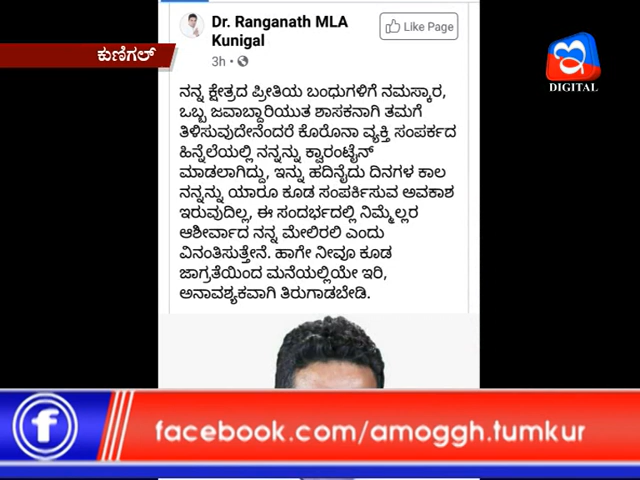 Dr. Ranganath MLA
Kunigal
Like Page
3h •
ಕುಣಿಗಲ್
DIGITAL
ನನ್ನ ಕ್ಷೇತ್ರದ ಪ್ರೀತಿಯ ಬಂಧುಗಳಿಗೆ ನಮಸ್ಕಾರ,
ಒಬ್ಬ ಜವಾಬ್ದಾರಿಯುತ ಶಾಸಕನಾಗಿ ತಮಗೆ
ತಿಳಿಸುವುದೇನೆಂದರೆ ಕೊರೊನಾ ವ್ಯಕ್ತಿ ಸಂಪರ್ಕದ
ಹಿನ್ನೆಲೆಯಲ್ಲಿ ನನ್ನನ್ನು ಕ್ವಾರಂಟೈನ್
ಮಾಡಲಾಗಿದ್ದು, ಇನ್ನು ಹದಿನೈದು ದಿನಗಳ ಕಾಲ
ನನ್ನನ್ನು ಯಾರೂ ಕೂಡ ಸಂಪರ್ಕಿಸುವ ಅವಕಾಶ
ಇರುವುದಿಲ್ಲ, ಈ ಸಂದರ್ಭದಲ್ಲಿ ನಿಮ್ಮೆಲ್ಲರ
ಆಶೀರ್ವಾದ ನನ್ನ ಮೇಲಿರಲಿ ಎಂದು
ವಿನಂತಿಸುತ್ತೇನೆ. ಹಾಗೇ ನೀವೂ ಕೂಡ
ಜಾಗ್ರತೆಯಿಂದ ಮನೆಯಲ್ಲಿಯೇ ಇರಿ,
ಅನಾವಶ್ಯಕವಾಗಿ ತಿರುಗಾಡಬೇಡಿ.
facebook.com/amoggh.tumkur